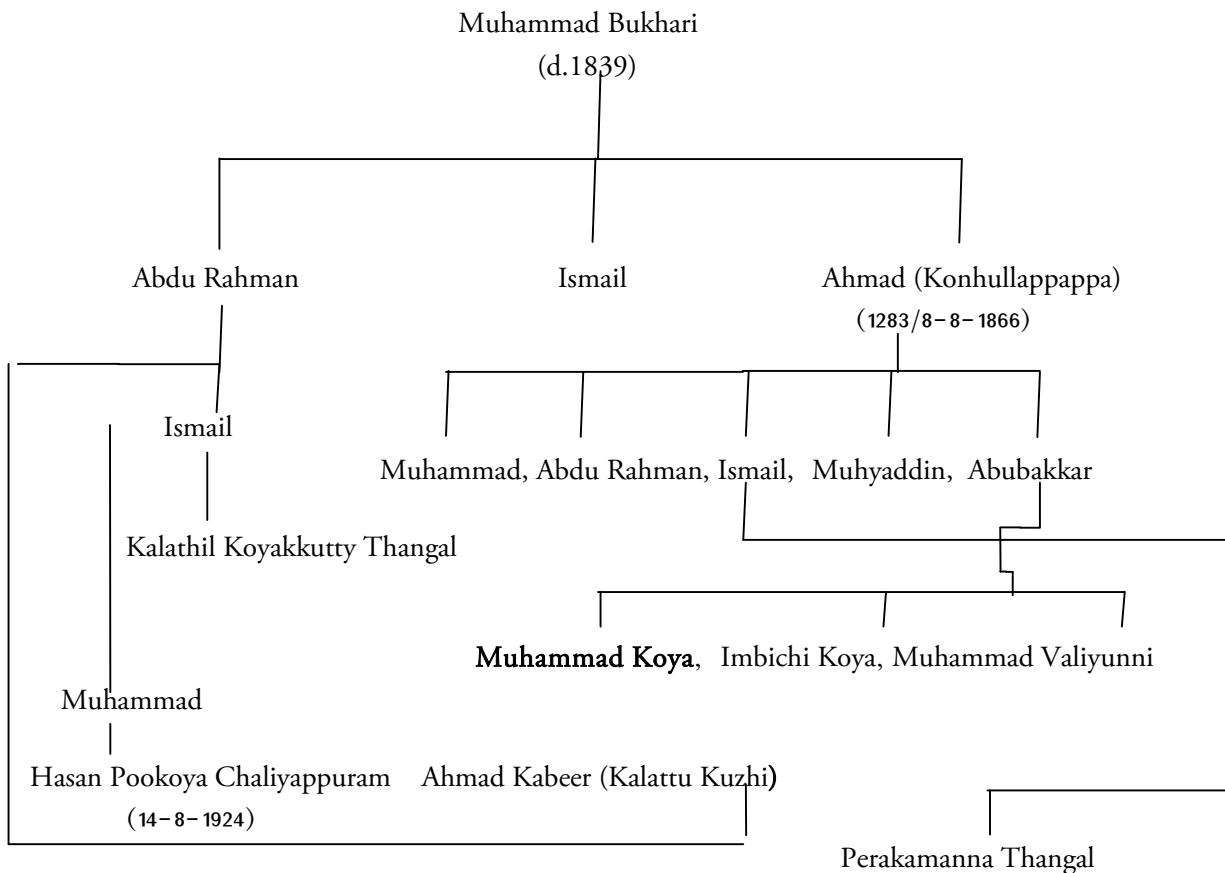 Muhammad Bukhari
(d.1839)
Abdu Rahman Ismail Ahmad (Konhullappappa)
(1283/8-8-1866)
Ismail
Muhammad, Abdu Rahman, Ismail, Muhyaddin, Abubakkar
Kalathil Koyakkutty Thangal
Muhammad Koya, Imbichi Koya, Muhammad Valiyunni
Muhammad
Hasan Pookoya Chaliyappuram Ahmad Kabeer (Kalattu Kuzhi)
(14-8-1924)
Perakamanna Thangal